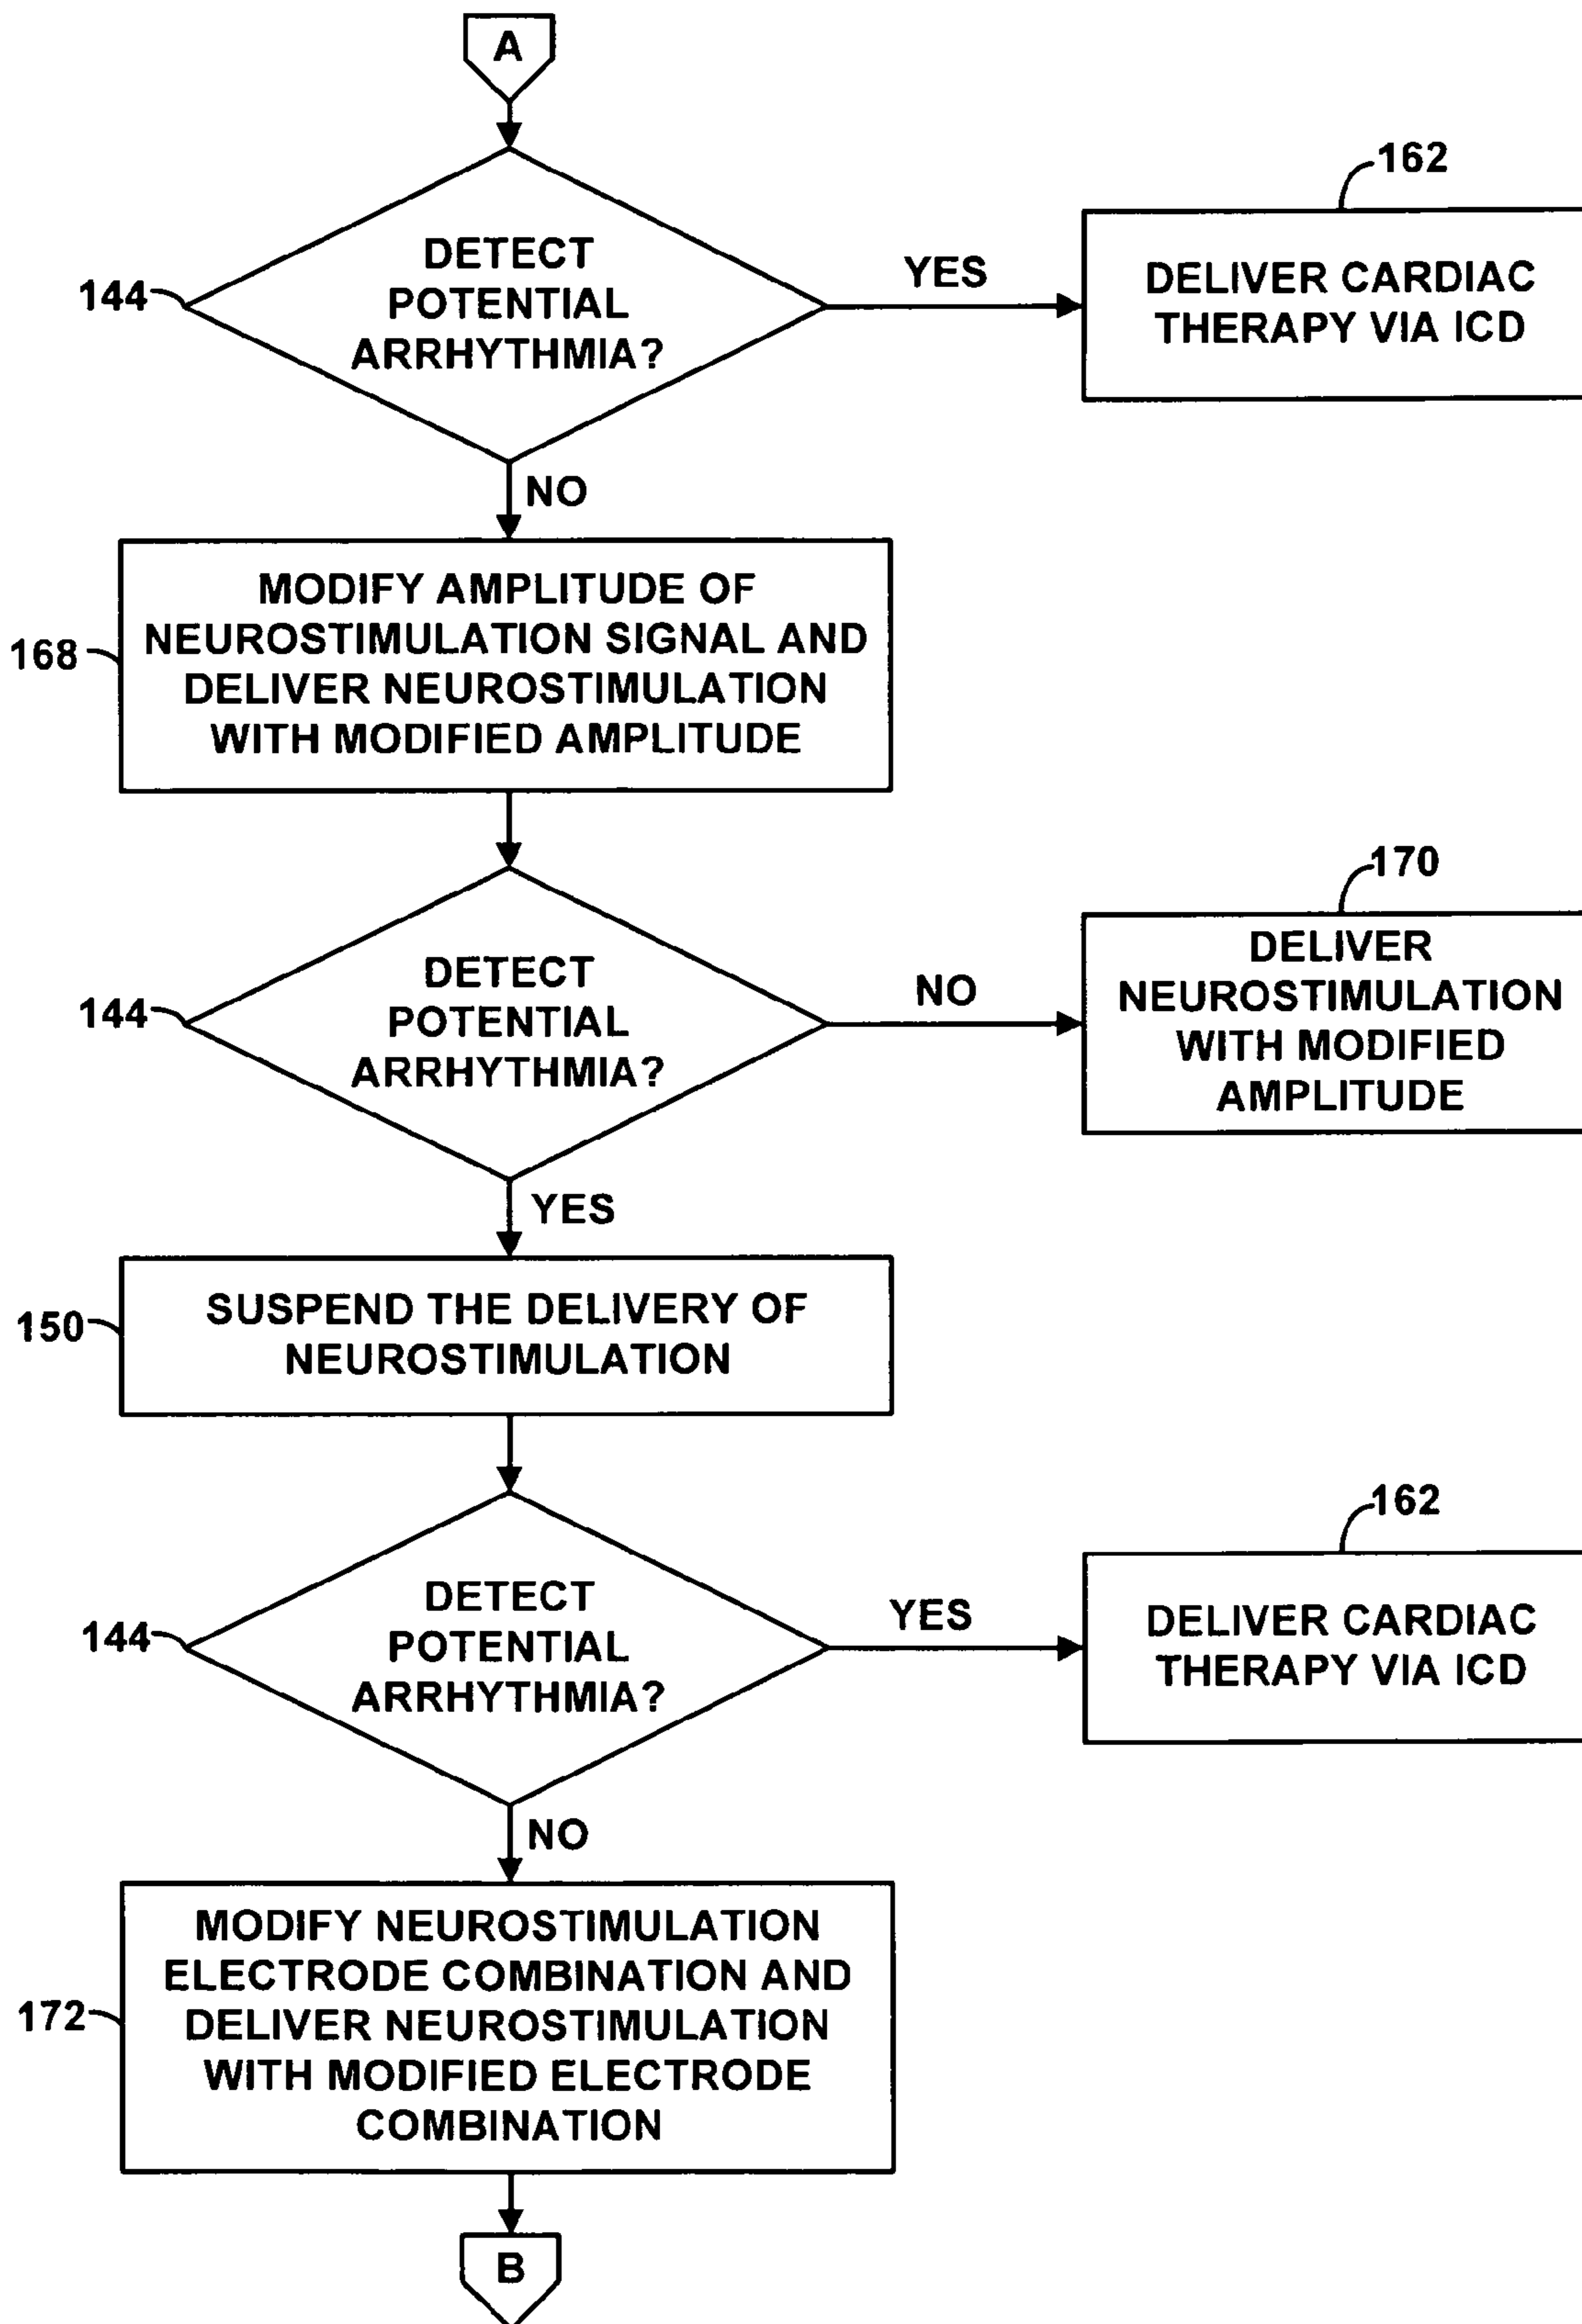 A
162
DETECT
POTENTIAL
ARRHYTHMIA?
144
YES
DELIVER CARDIAC
THERAPY VIA ICD
NO
MODIFY AMPLITUDE OF
NEUROSTIMULATION SIGNAL AND
DELIVER NEUROSTIMULATION
WITH MODIFIED AMPLITUDE
168
170
DETECT
POTENTIAL
ARRHYTHMIA?
144
NO
DELIVER
NEUROSTIMULATION
WITH MODIFIED
AMPLITUDE
YES
SUSPEND THE DELIVERY OF
NEUROSTIMULATION
150
162
DETECT
POTENTIAL
ARRHYTHMIA?
144
YES
DELIVER CARDIAC
THERAPY VIA ICD
NO
MODIFY NEUROSTIMULATION
ELECTRODE COMBINATION AND
DELIVER NEUROSTIMULATION
WITH MODIFIED ELECTRODE
COMBINATION
172
B